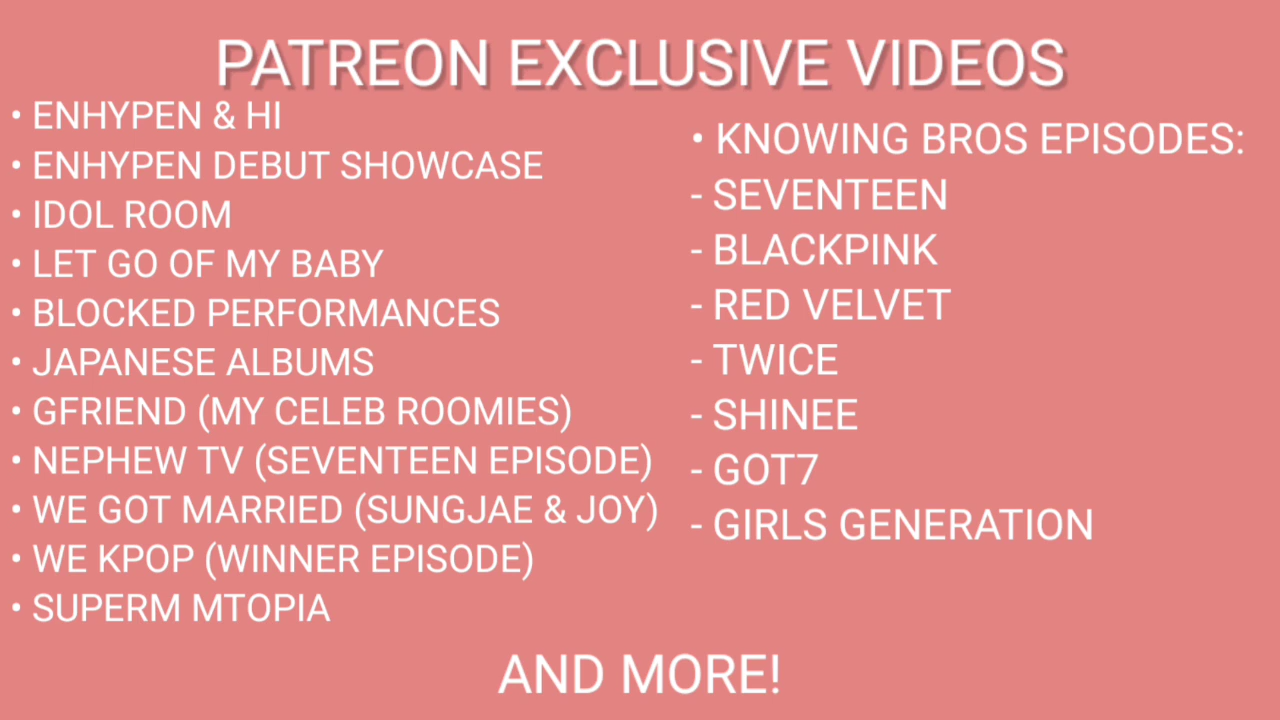 PATREON EXCLUSIVE VIDEOS
• ENHYPEN & HI
• ENHYPEN DEBUT SHOWCASE
• IDOL ROOM
• LET GO OF MY BABY
• BLOCKED PERFORMANCES
• JAPANESE ALBUMS
• GFRIEND (MY CELEB ROOMIES)
• NEPHEW TV (SEVENTEEN EPISODE)
• WE GOT MARRIED (SUNGJAE & JOY)
• WE KPOP (WINNER EPISODE)
• SUPERM MTOPIA
• KNOWING BROS EPISODES:
- SEVENTEEN
- BLACKPINK
- RED VELVET
- TWICE
- SHINEE
- GOT7
- GIRLS GENERATION
AND MORE!